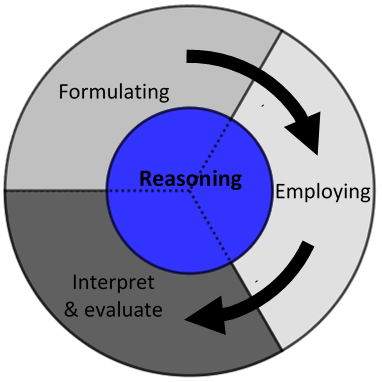 Formulating
Reasoning
Employing
Interpret
& evaluate